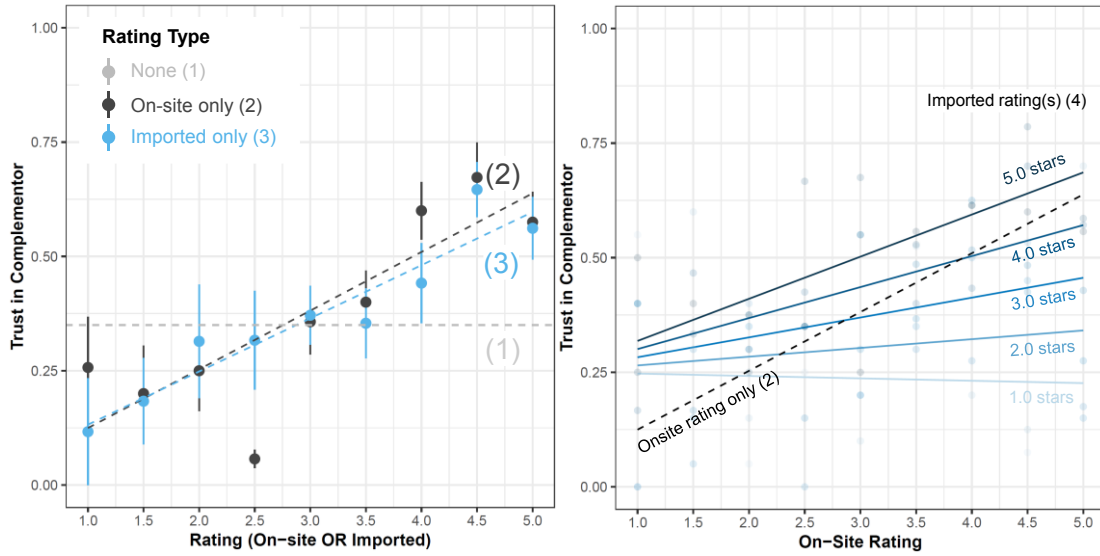 Rating Type
None (1)
On-site only (2)
Imported only (3)
Trust in Complementor
1.00
0.75
0.50
0.25
0.00
(2)
(3)
(1)
1.0 1.5 2.0 2.5 3.0 3.5 4.0 4.5 5.0
Rating (On-site OR Imported)
Trust in Complementor
1.00
0.75
0.50
0.25
0.00
Imported rating(s) (4)
5.0 stars
4.0 stars
3.0 stars
2.0 stars
1.0 stars
Onsite rating only (2)
1.0 1.5 2.0 2.5 3.0 3.5 4.0 4.5 5.0
On-Site Rating